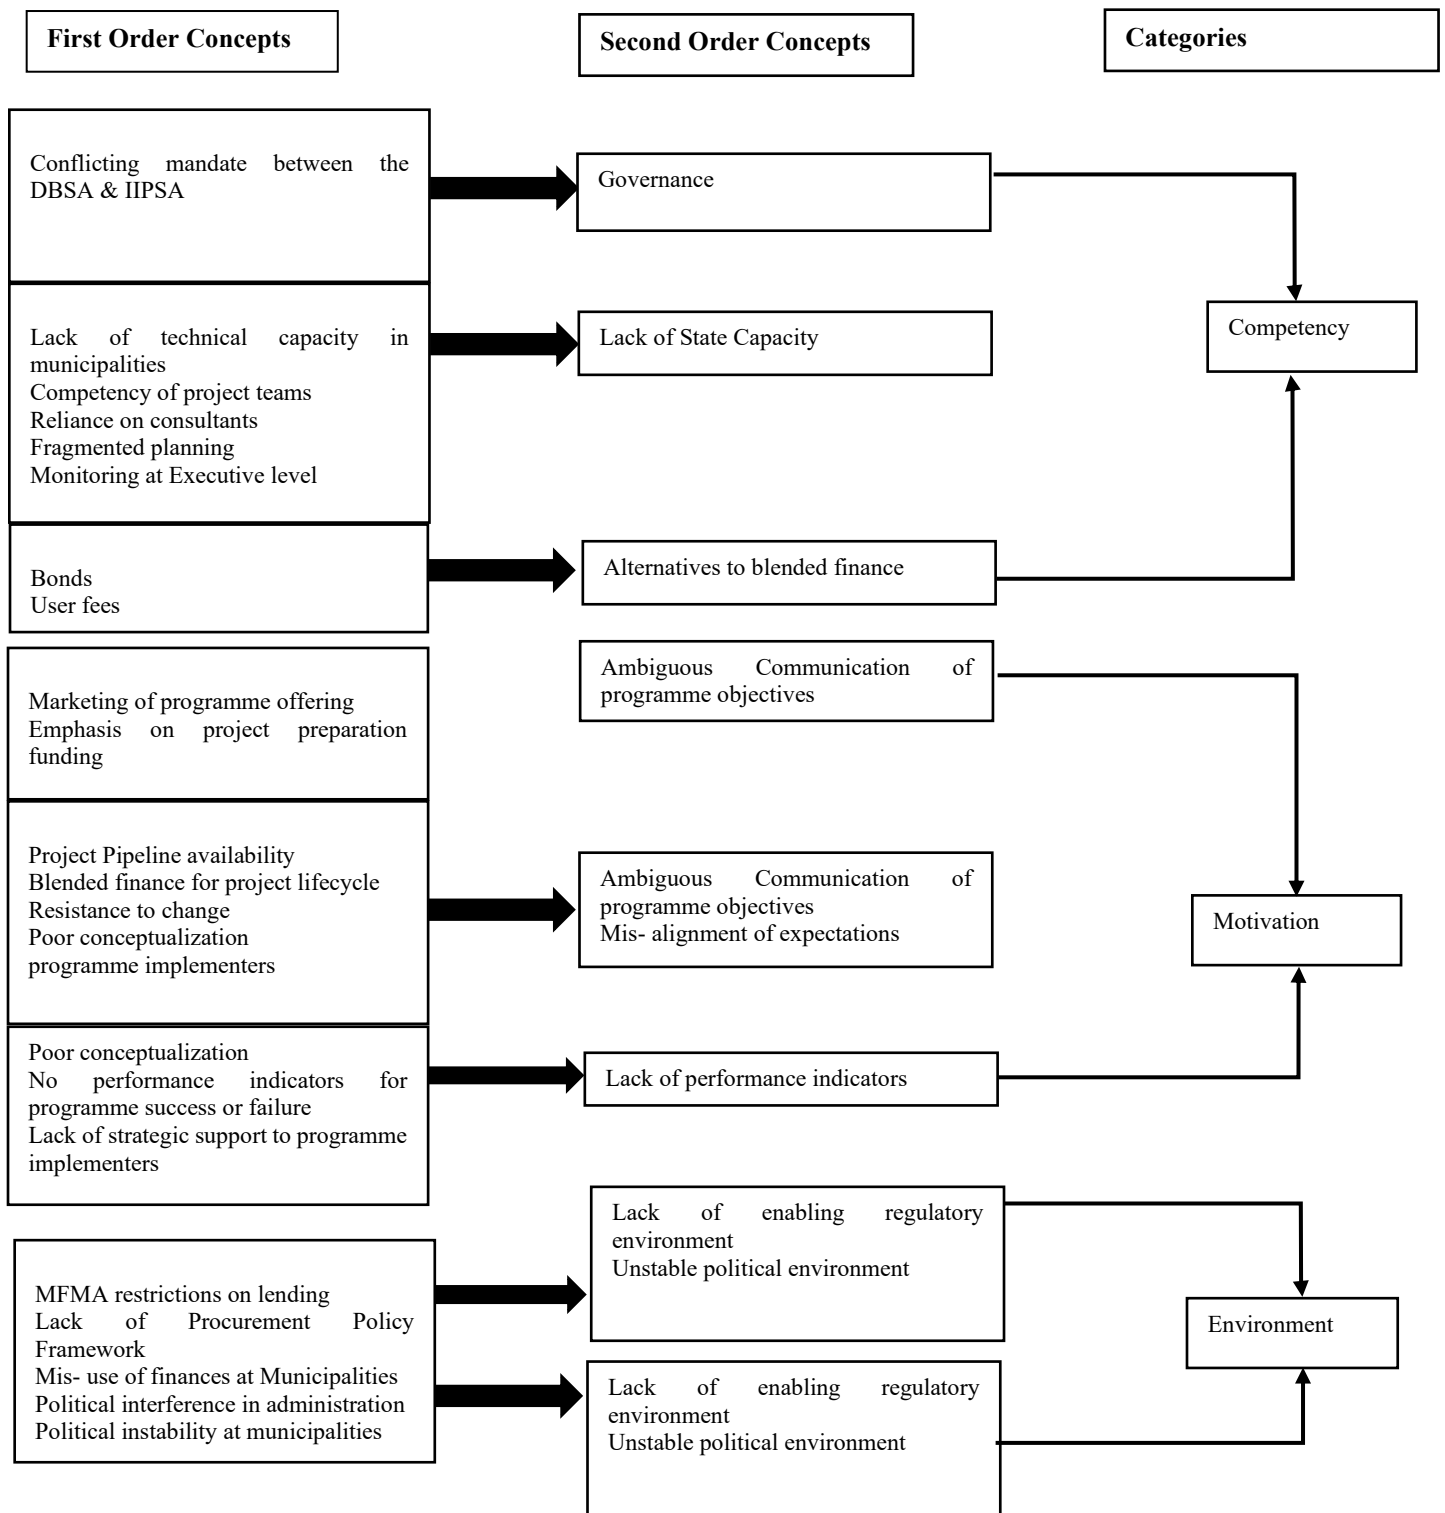 First Order Concepts
Second Order Concepts
Categories
Conflicting mandate between the
DBSA & IIPSA
Governance
Competency
Lack of technical capacity in
municipalities
Competency of project teams
Reliance on consultants
Fragmented planning
Monitoring at Executive level
Lack of State Capacity
Bonds
User fees
Alternatives to blended finance
Marketing of programme offering
Emphasis on project preparation
funding
Ambiguous Communication of
programme objectives
Project Pipeline availability
Blended finance for project lifecycle
Resistance to change
Poor conceptualization
programme implementers
Ambiguous Communication of
programme objectives
Mis- alignment of expectations
Motivation
Poor conceptualization
No performance indicators for
programme success or failure
Lack of strategic support to programme
implementers
Lack of performance indicators
MFMA restrictions on lending
Lack of Procurement Policy
Framework
Mis- use of finances at Municipalities
Political interference in administration
Political instability at municipalities
Lack of enabling regulatory
environment
Unstable political environment
Environment
Lack of enabling regulatory
environment
Unstable political environment